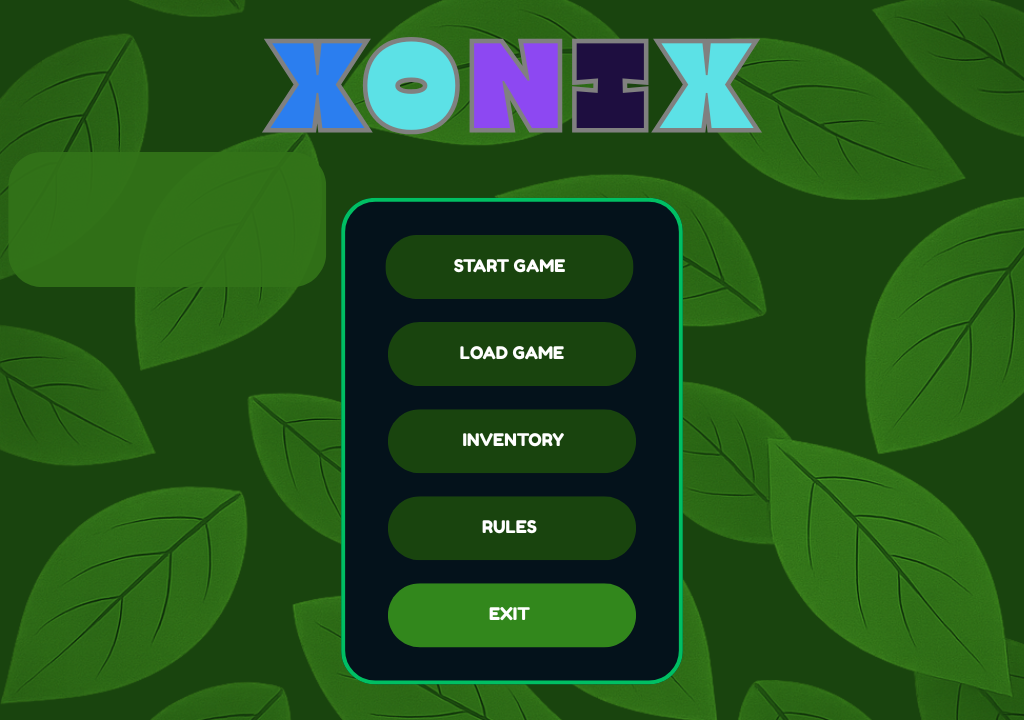 XONIX
START GAME
LOAD GAME
INVENTORY
RULES
EXIT